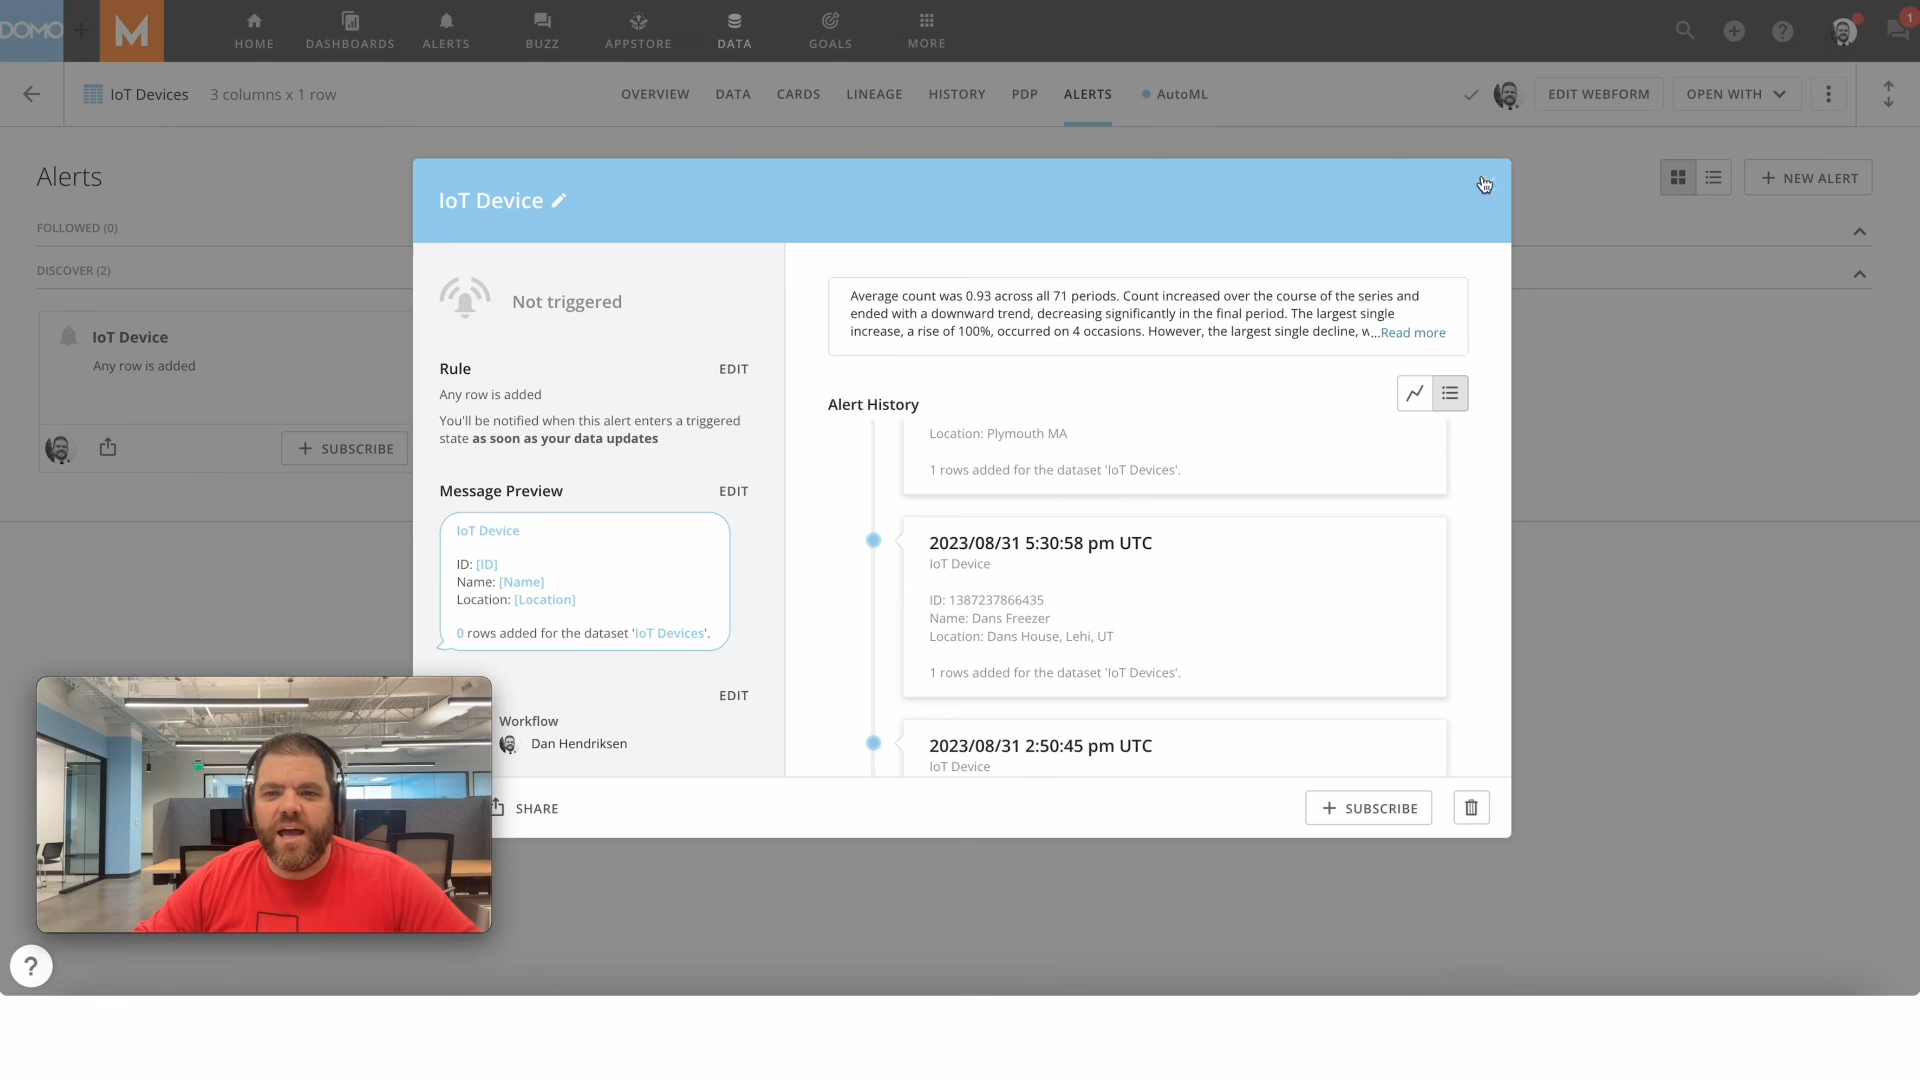 DOMO
HOME
DASHBOARDS
ALERTS
BUZZ
APPSTORE
DATA
GOALS
MORE
1
IoT Devices 3 columns x 1 row
OVERVIEW
DATA
CARDS
LINEAGE
HISTORY
PDP
ALERTS
AutoML
EDIT WEBFORM
OPEN WITH
Alerts
+ NEW ALERT
FOLLOWED (0)
DISCOVER (2)
IoT Device
Any row is added
+ SUBSCRIBE
IoT Device
Not triggered
Rule EDIT
Any row is added
You'll be notified when this alert enters a triggered
state as soon as your data updates
Message Preview EDIT
IoT Device
ID: [ID]
Name: [Name]
Location: [Location]
0 rows added for the dataset 'IoT Devices'.
EDIT
Workflow
Dan Hendriksen
SHARE
Average count was 0.93 across all 71 periods. Count increased over the course of the series and
ended with a downward trend, decreasing significantly in the final period. The largest single
increase, a rise of 100%, occurred on 4 occasions. However, the largest single decline, w...Read more
Alert History
Location: Plymouth MA
1 rows added for the dataset 'IoT Devices'.
2023/08/31 5:30:58 pm UTC
IoT Device
ID: 1387237866435
Name: Dans Freezer
Location: Dans House, Lehi, UT
1 rows added for the dataset 'IoT Devices'.
2023/08/31 2:50:45 pm UTC
IoT Device
+ SUBSCRIBE
?